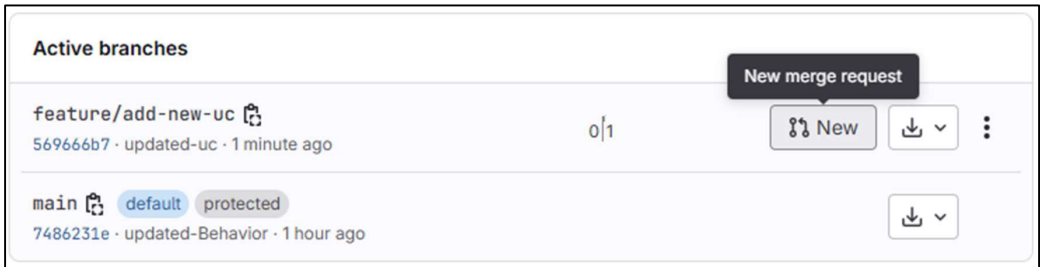 Active branches
New merge request
feature/add-new-uc
0 1
New
569666b7 · updated-uc · 1 minute ago
main default protected
7486231e · updated-Behavior · 1 hour ago